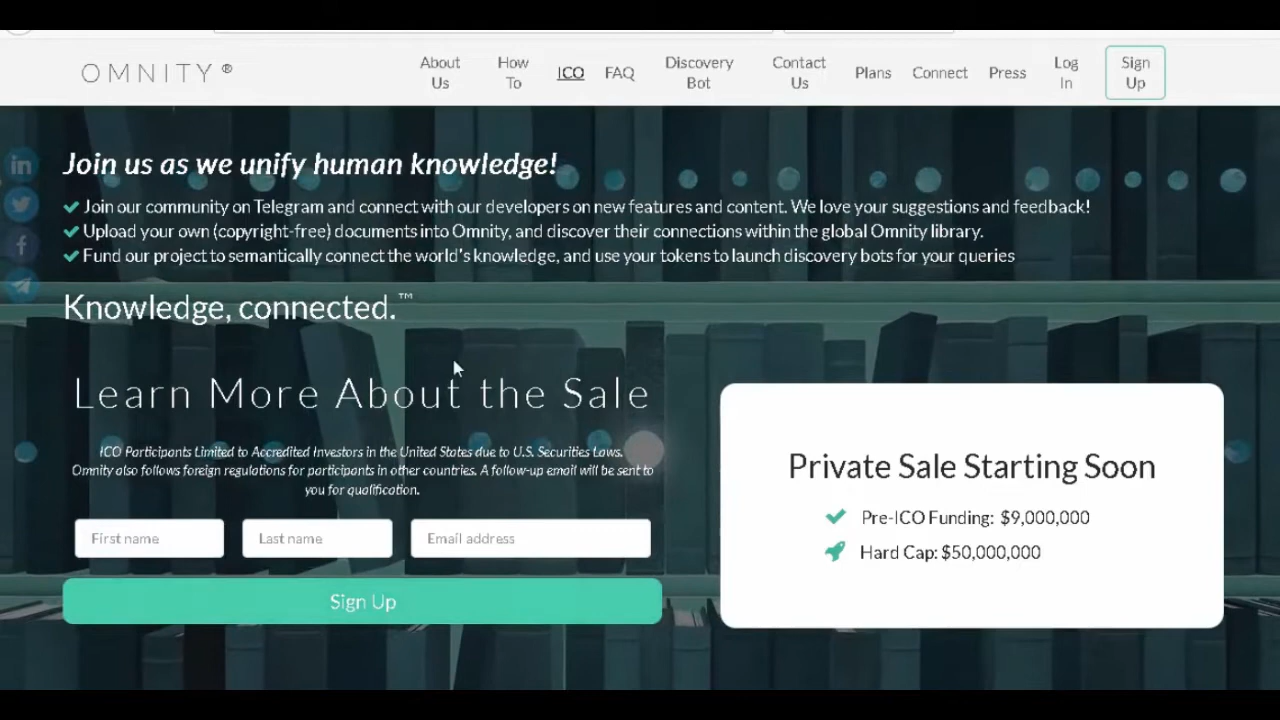 OMNITY ®
About Us
How To
ICO
FAQ
Discovery Bot
Contact Us
Plans
Connect
Press
Log In
Sign Up
Join us as we unify human knowledge!
Join our community on Telegram and connect with our developers on new features and content. We love your suggestions and feedback!
Upload your own (copyright-free) documents into Omnity, and discover their connections within the global Omnity library.
Fund our project to semantically connect the world's knowledge, and use your tokens to launch discovery bots for your queries
Knowledge, connected.™
Learn More About the Sale
ICO Participants Limited to Accredited Investors in the United States due to U.S. Securities Laws.
Omnity also follows foreign regulations for participants in other countries. A follow-up email will be sent to
you for qualification.
First name
Last name
Email address
Sign Up
Private Sale Starting Soon
Pre-ICO Funding: $9,000,000
Hard Cap: $50,000,000